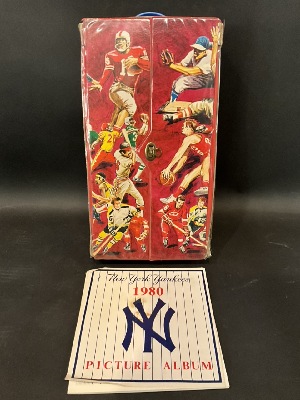 New York Yankees
1980
NY
PICTURE ALBUM